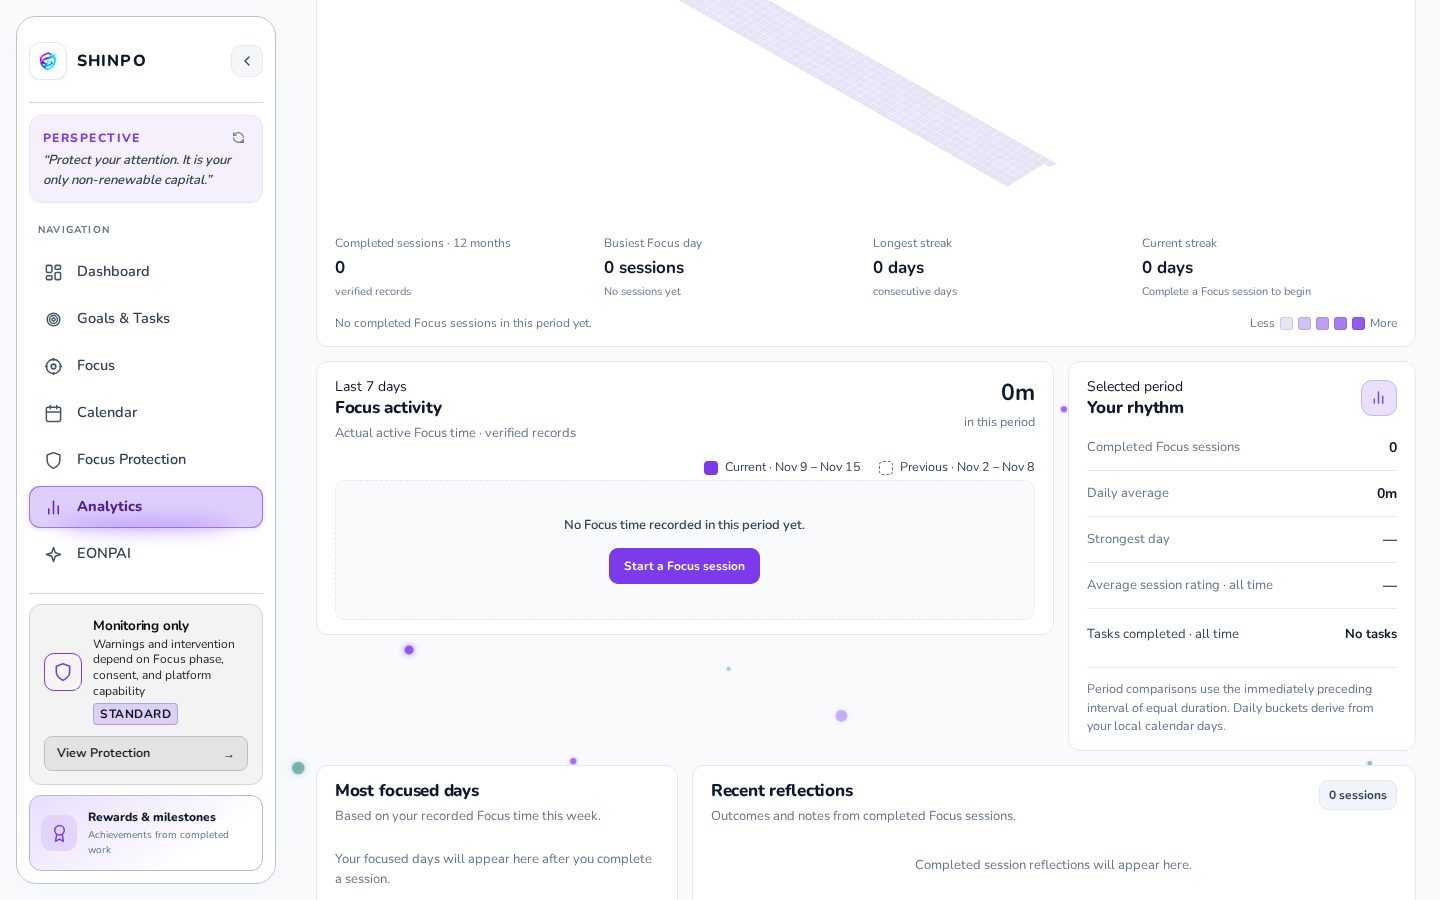 SHINPO
PERSPECTIVE
“Protect your attention. It is your
only non-renewable capital.”
NAVIGATION
Dashboard
Goals & Tasks
Focus
Calendar
Focus Protection
Analytics
EONPAI
Monitoring only
Warnings and intervention
depend on Focus phase,
consent, and platform
capability
STANDARD
View Protection →
Rewards & milestones
Achievements from completed
work
Completed sessions · 12 months
0
verified records
Busiest Focus day
0 sessions
No sessions yet
Longest streak
0 days
consecutive days
Current streak
0 days
Complete a Focus session to begin
No completed Focus sessions in this period yet.
Less More
Last 7 days
Focus activity
Actual active Focus time · verified records
0m
in this period
Current · Nov 9 – Nov 15 Previous · Nov 2 – Nov 8
No Focus time recorded in this period yet.
Start a Focus session
Selected period
Your rhythm
Completed Focus sessions 0
Daily average 0m
Strongest day —
Average session rating · all time —
Tasks completed · all time No tasks
Period comparisons use the immediately preceding
interval of equal duration. Daily buckets derive from
your local calendar days.
Most focused days
Based on your recorded Focus time this week.
Your focused days will appear here after you complete
a session.
Recent reflections
Outcomes and notes from completed Focus sessions.
0 sessions
Completed session reflections will appear here.